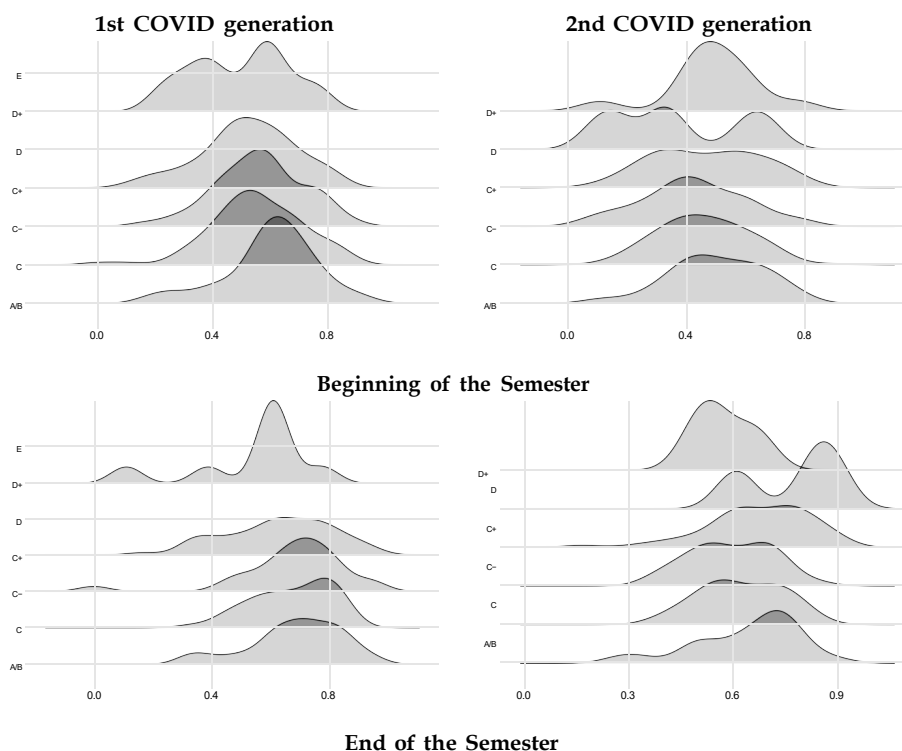 1st COVID generation 2nd COVID generation
E
D+ D+
D D
C+ C+
C− C−
C C
A/B A/B
0.0 0.4 0.8 0.0 0.4 0.8
Beginning of the Semester
E
D+ D+
D D
C+ C+
C− C−
C C
A/B A/B
0.0 0.4 0.8 0.0 0.3 0.6 0.9
End of the Semester